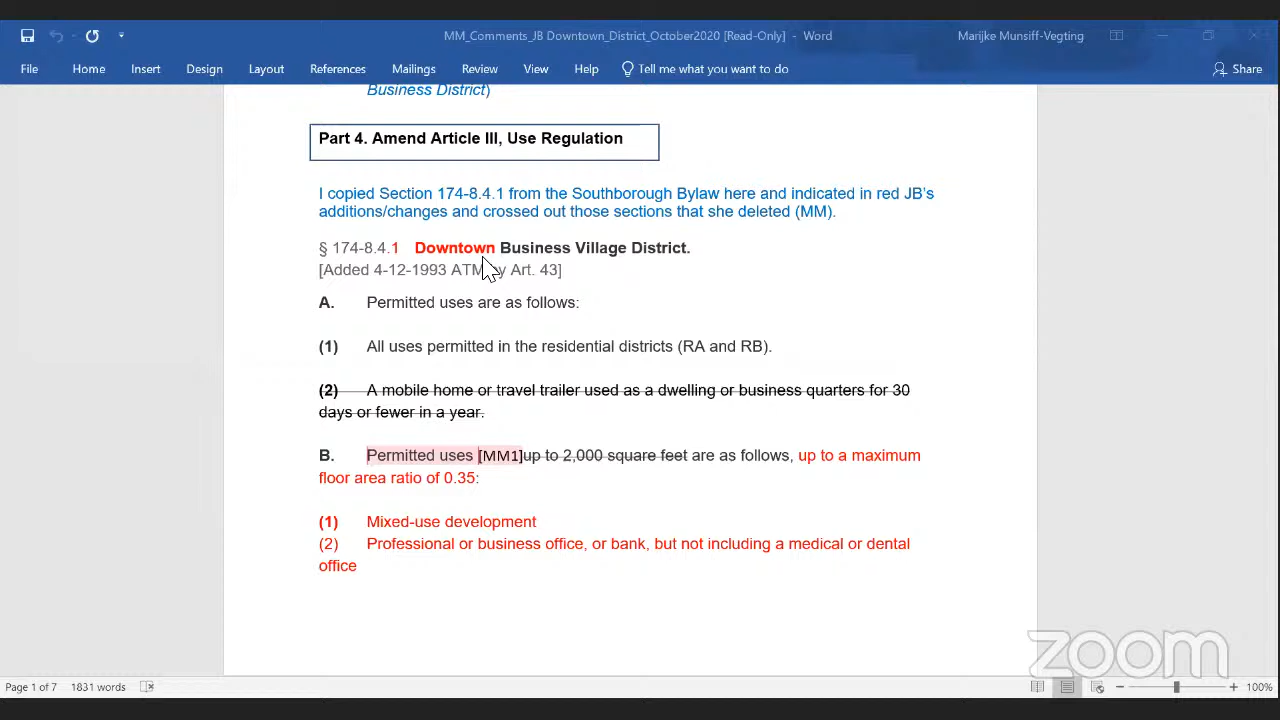 MM_Comments_JB Downtown_District_October2020 [Read-Only] - Word
Marijke Munsiff-Vegting
File Home Insert Design Layout References Mailings Review View Help Tell me what you want to do Share
Business District)
Part 4. Amend Article III, Use Regulation
I copied Section 174-8.4.1 from the Southborough Bylaw here and indicated in red JB's
additions/changes and crossed out those sections that she deleted (MM).
§ 174-8.4.1 Downtown Business Village District.
[Added 4-12-1993 ATM by Art. 43]
A. Permitted uses are as follows:
(1) All uses permitted in the residential districts (RA and RB).
(2) A mobile home or travel trailer used as a dwelling or business quarters for 30
days or fewer in a year.
B. Permitted uses [MM1]up to 2,000 square feet are as follows, up to a maximum
floor area ratio of 0.35:
(1) Mixed-use development
(2) Professional or business office, or bank, but not including a medical or dental
office
zoom
Page 1 of 7 1831 words 100%